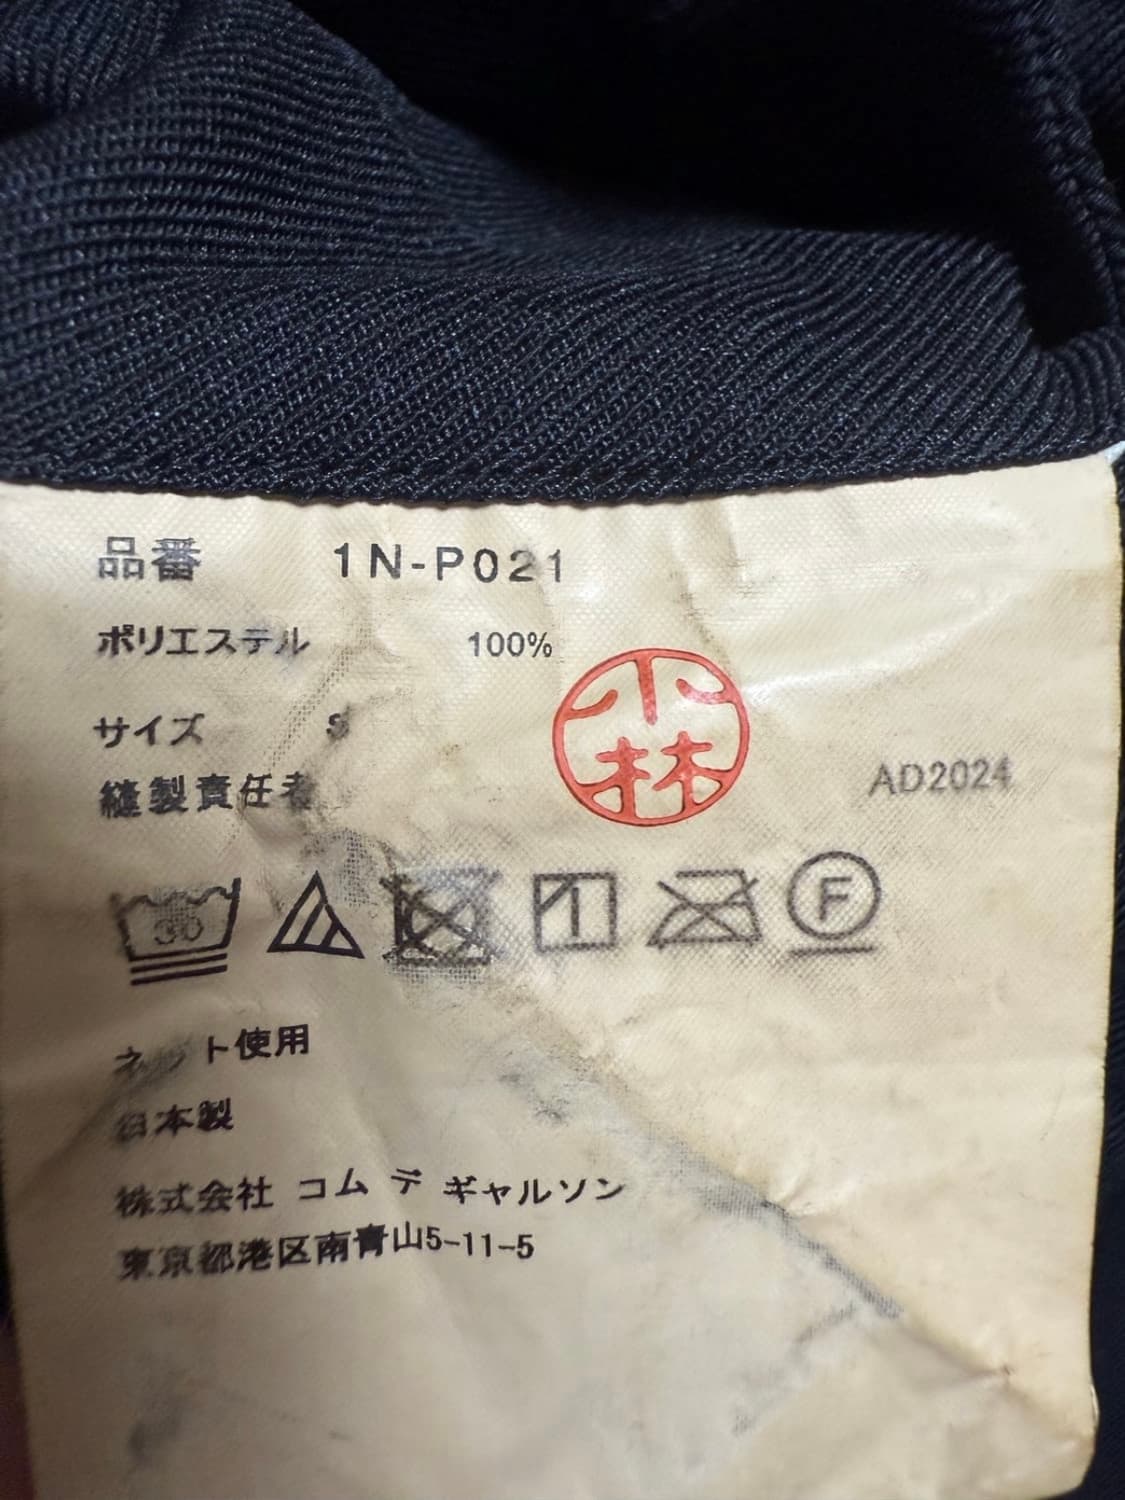 品番 1N-P021
ポリエステル 100%
サイズ S
縫製責任者 小林
AD2024
30
F
ネット使用
日本製
株式会社 コム デ ギャルソン
東京都港区南青山5-11-5